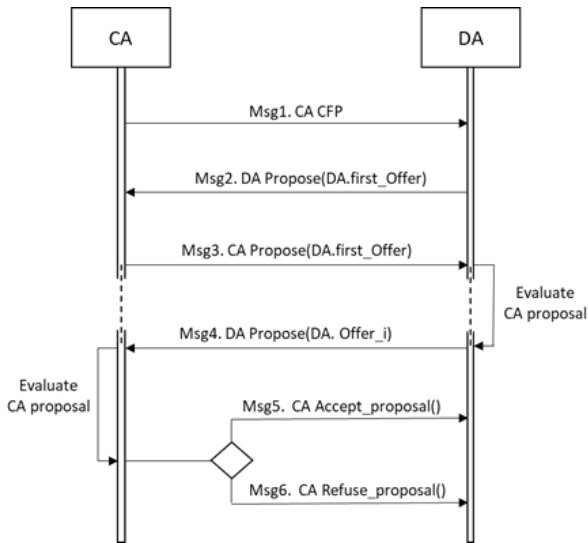 CA
DA
Msg1. CA CFP
Msg2. DA Propose(DA.first_Offer)
Msg3. CA Propose(DA.first_Offer)
Evaluate
CA proposal
Msg4. DA Propose(DA. Offer_i)
Evaluate
CA proposal
Msg5.  CA Accept_proposal()
Msg6.  CA Refuse_proposal()